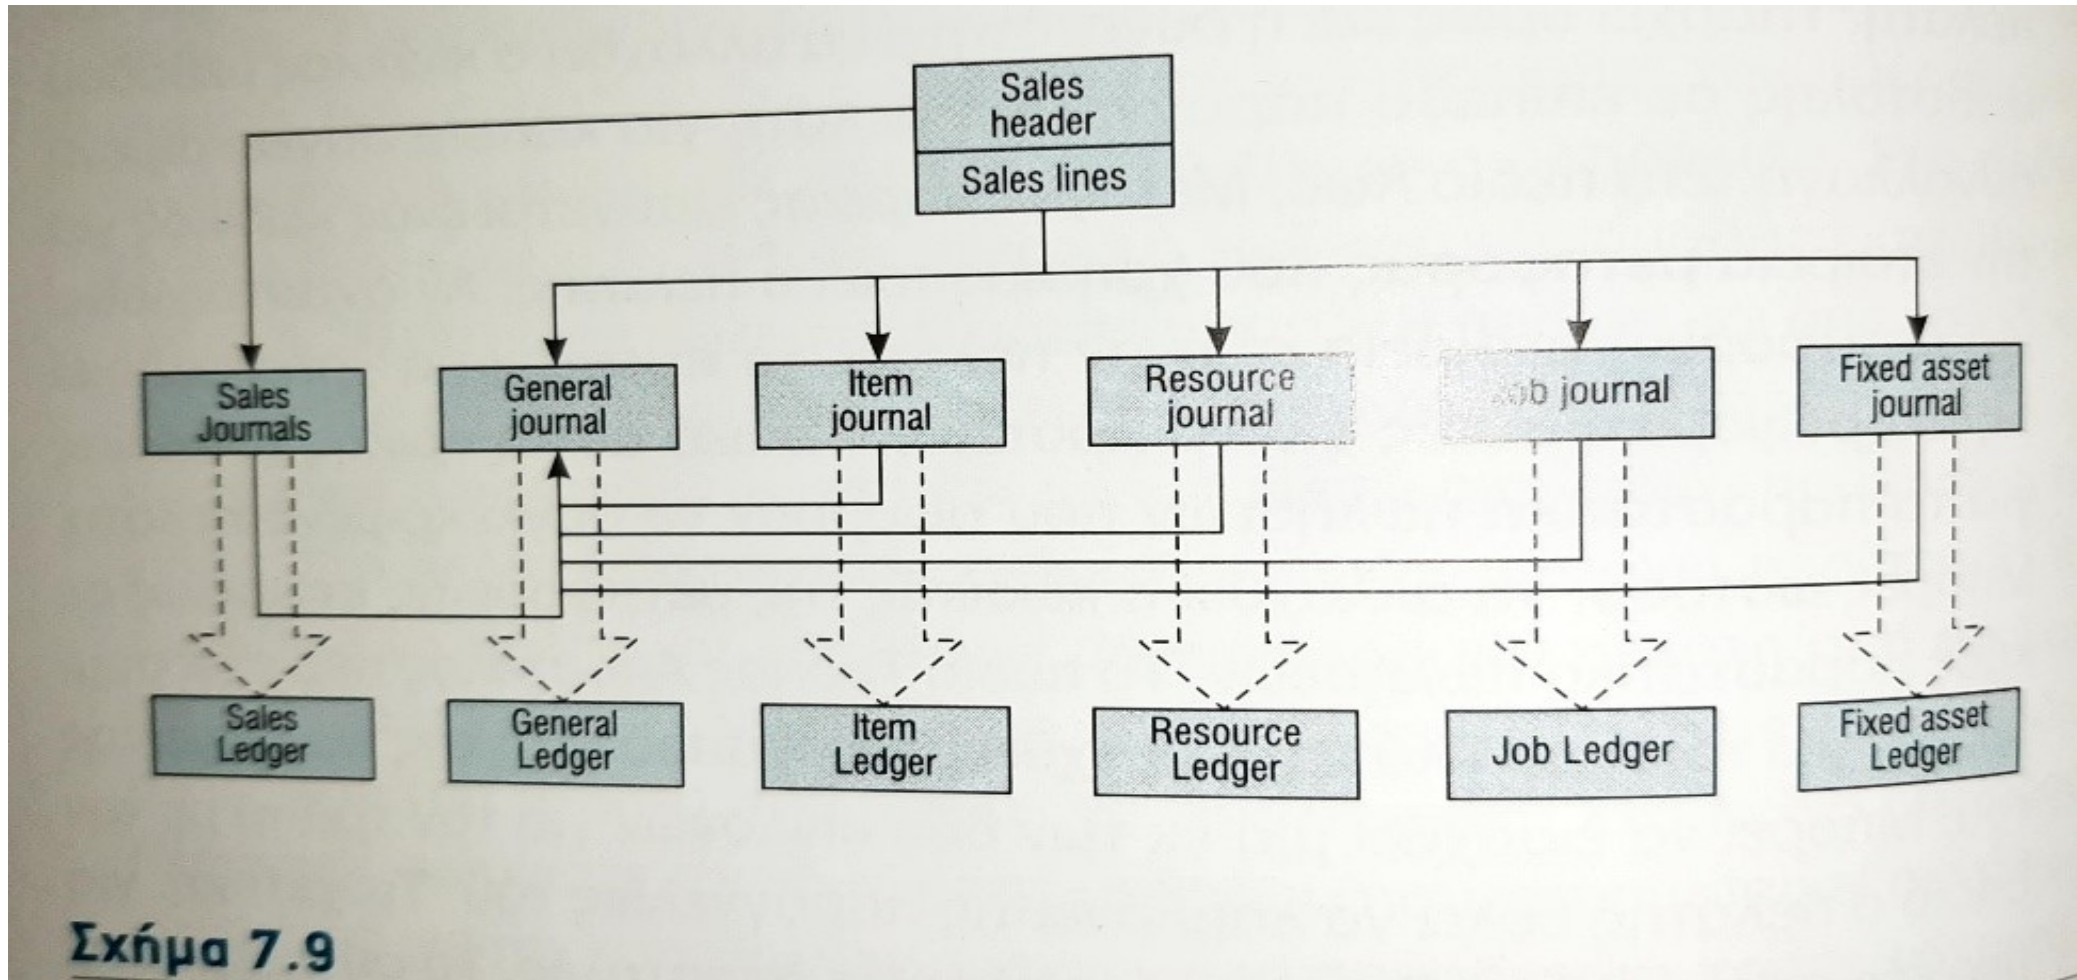 Sales
header
Sales lines
Sales
Journals
General
journal
Item
journal
Resource
journal
Job journal
Fixed asset
journal
Sales
Ledger
General
Ledger
Item
Ledger
Resource
Ledger
Job Ledger
Fixed asset
Ledger
Σχήμα 7.9